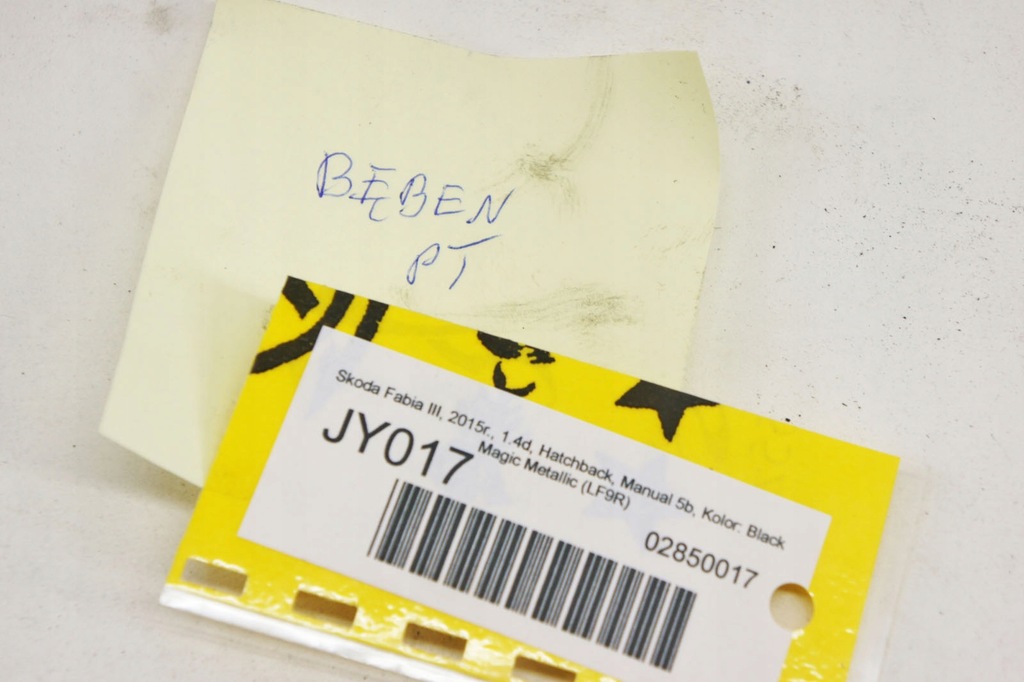 BĘBEN
PT
Skoda Fabia III, 2015r., 1.4d, Hatchback, Manual 5b, Kolor: Black
JY017 Magic Metallic (LF9R)
02850017